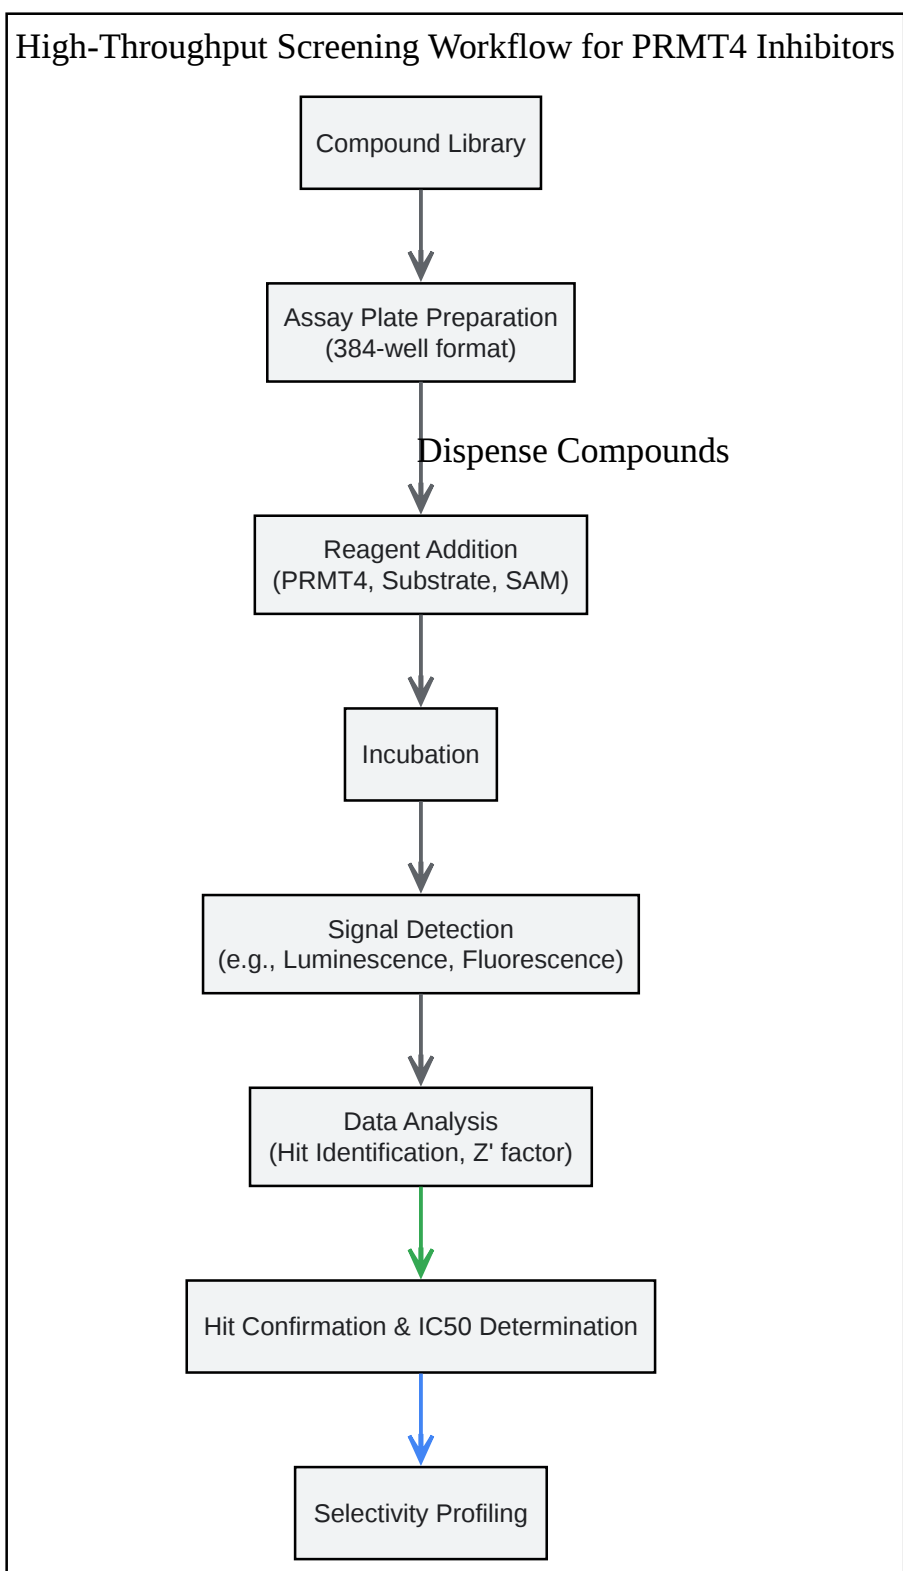 High-Throughput Screening Workflow for PRMT4 Inhibitors
Compound Library
Assay Plate Preparation
(384-well format)
Dispense Compounds
Reagent Addition
(PRMT4, Substrate, SAM)
Incubation
Signal Detection
(e.g., Luminescence, Fluorescence)
Data Analysis
(Hit Identification, Z' factor)
Hit Confirmation & IC50 Determination
Selectivity Profiling